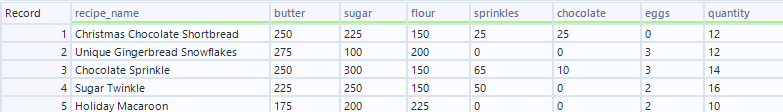 Record recipe_name butter sugar flour sprinkles chocolate eggs quantity
1 Christmas Chocolate Shortbread 250 225 150 25 25 0 12
2 Unique Gingerbread Snowflakes 275 100 200 0 0 3 12
3 Chocolate Sprinkle 250 300 150 65 10 3 14
4 Sugar Twinkle 225 250 150 50 0 2 16
5 Holiday Macaroon 175 200 225 0 0 2 10